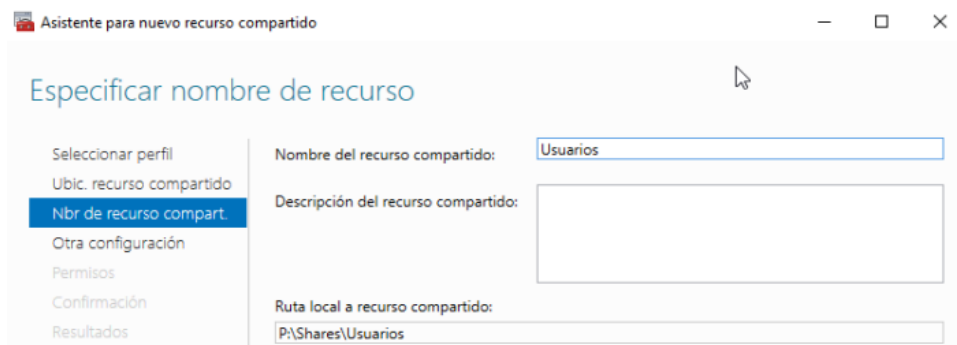 Asistente para nuevo recurso compartido
Especificar nombre de recurso
Seleccionar perfil
Ubic. recurso compartido
Nbr de recurso compart.
Otra configuración
Permisos
Confirmación
Resultados
Nombre del recurso compartido:
Usuarios
Descripción del recurso compartido:
Ruta local a recurso compartido:
P:\Shares\Usuarios